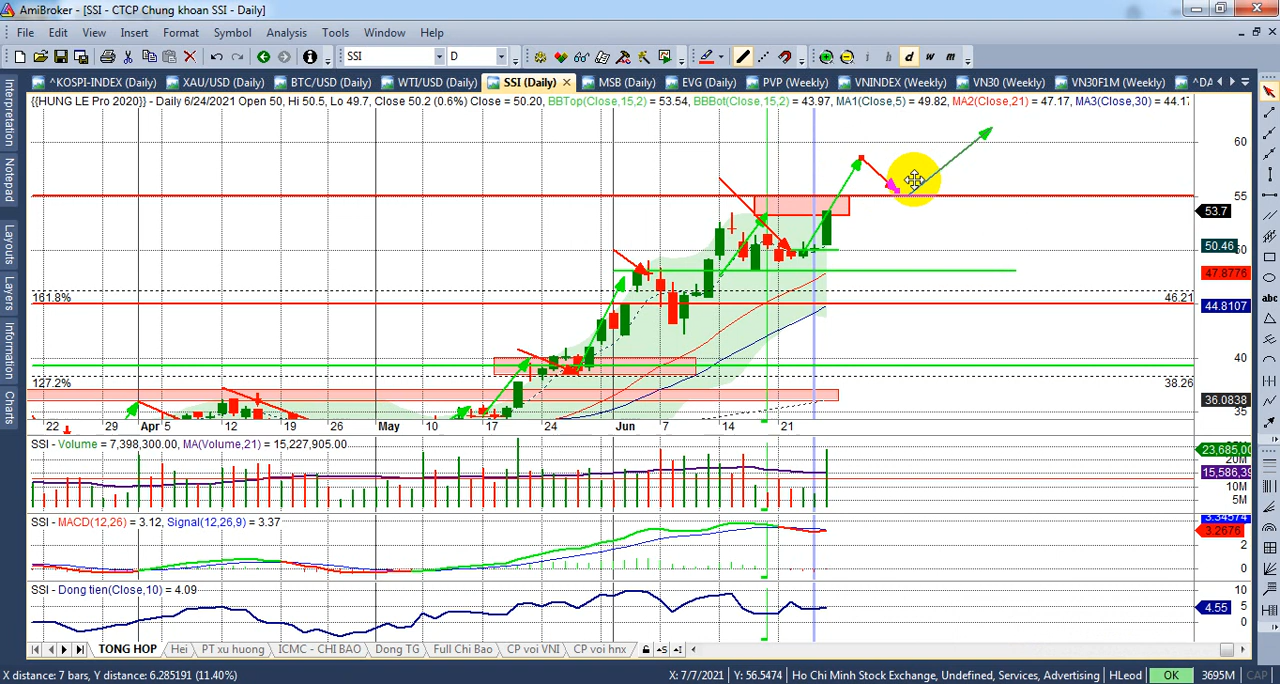 AmiBroker - [SSI - CTCP Chung khoan SSI - Daily]
File Edit View Insert Format Symbol Analysis Tools Window Help
SSI D i h d w m
^KOSPI-INDEX (Daily) XAU/USD (Daily) BTC/USD (Daily) WTI/USD (Daily) SSI (Daily) MSB (Daily) EVG (Daily) PVP (Weekly) VNINDEX (Weekly) VN30 (Weekly) VN30F1M (Weekly) ^DA
{{HUNG LE Pro 2020}} - Daily 6/24/2021 Open 50, Hi 50.5, Lo 49.7, Close 50.2 (0.6%) Close = 50.20, BBTop(Close,15,2) = 53.54, BBBot(Close,15,2) = 43.97, MA1(Close,5) = 49.82, MA2(Close,21) = 47.17, MA3(Close,30) = 44.17
Interpretation
Notepad
Layouts
Layers
Information
Charts
60
55
53.7
50.46
50
47.8776
161.8% 46.21
44.8107
40
127.2% 38.26
36.0838
35
22 29 Apr 5 12 19 26 May 10 17 24 Jun 7 14 21
SSI - Volume = 7,398,300.00, MA(Volume,21) = 15,227,905.00
23,685,00
20M
15,586,39
10M
5M
SSI - MACD(12,26) = 3.12, Signal(12,26,9) = 3.37
3.34574
3.2676
2
0
SSI - Dong tien(Close,10) = 4.09
10
5
4.55
0
TONG HOP Hei PT xu huong ICMC - CHI BAO Dong TG Full Chi Bao CP voi VNI CP voi hnx
X distance: 7 bars, Y distance: 6.285191 (11.40%) X: 7/7/2021 Y: 56.5474 Ho Chi Minh Stock Exchange, Undefined, Services, Advertising HLeod OK 3695M CAP
abc